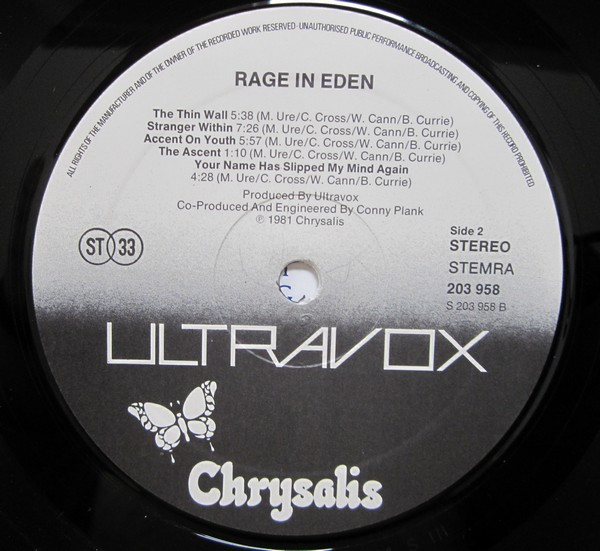 ALL RIGHTS OF THE MANUFACTURER AND OF THE OWNER OF THE RECORDED WORK RESERVED · UNAUTHORISED PUBLIC PERFORMANCE BROADCASTING AND COPYING OF THIS RECORD PROHIBITED
RAGE IN EDEN
The Thin Wall 5:38 (M. Ure/C. Cross/W. Cann/B. Currie)
Stranger Within 7:26 (M. Ure/C. Cross/W. Cann/B. Currie)
Accent On Youth 5:57 (M. Ure/C. Cross/W. Cann/B. Currie)
The Ascent 1:10 (M. Ure/C. Cross/W. Cann/B. Currie)
Your Name Has Slipped My Mind Again
4:28 (M. Ure/C. Cross/W. Cann/B. Currie)
Produced By Ultravox
Co-Produced And Engineered By Conny Plank
℗ 1981 Chrysalis
ST 33
Side 2
STEREO
STEMRA
203 958
S 203 958 B
ULTRAVOX
Chrysalis